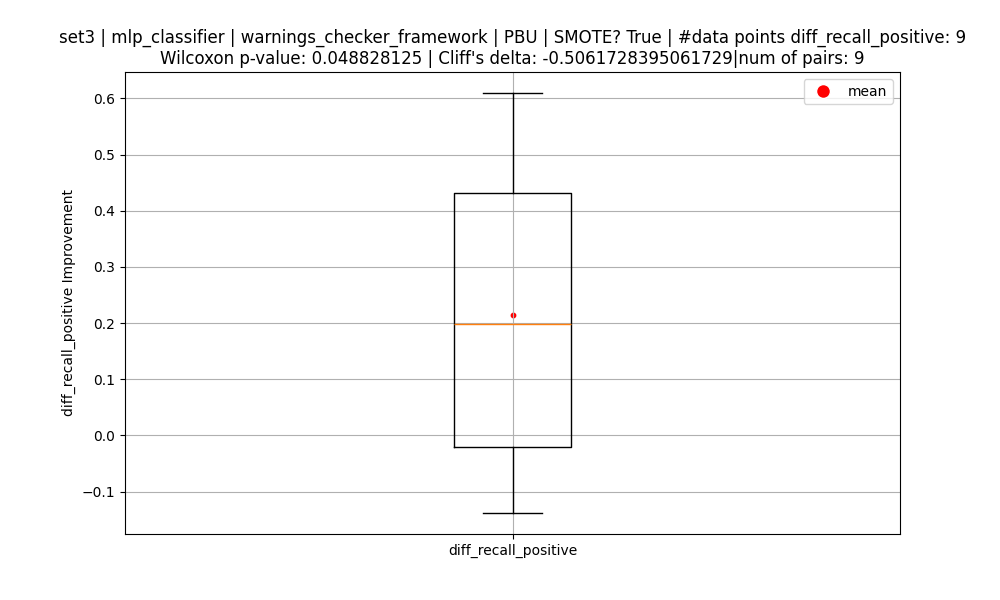 set3 | mlp_classifier | warnings_checker_framework | PBU | SMOTE? True | #data points diff_recall_positive: 9
Wilcoxon p-value: 0.048828125 | Cliff's delta: -0.5061728395061729|num of pairs: 9
mean
0.6
0.5
0.4
0.3
0.2
0.1
0.0
−0.1
diff_recall_positive Improvement
diff_recall_positive